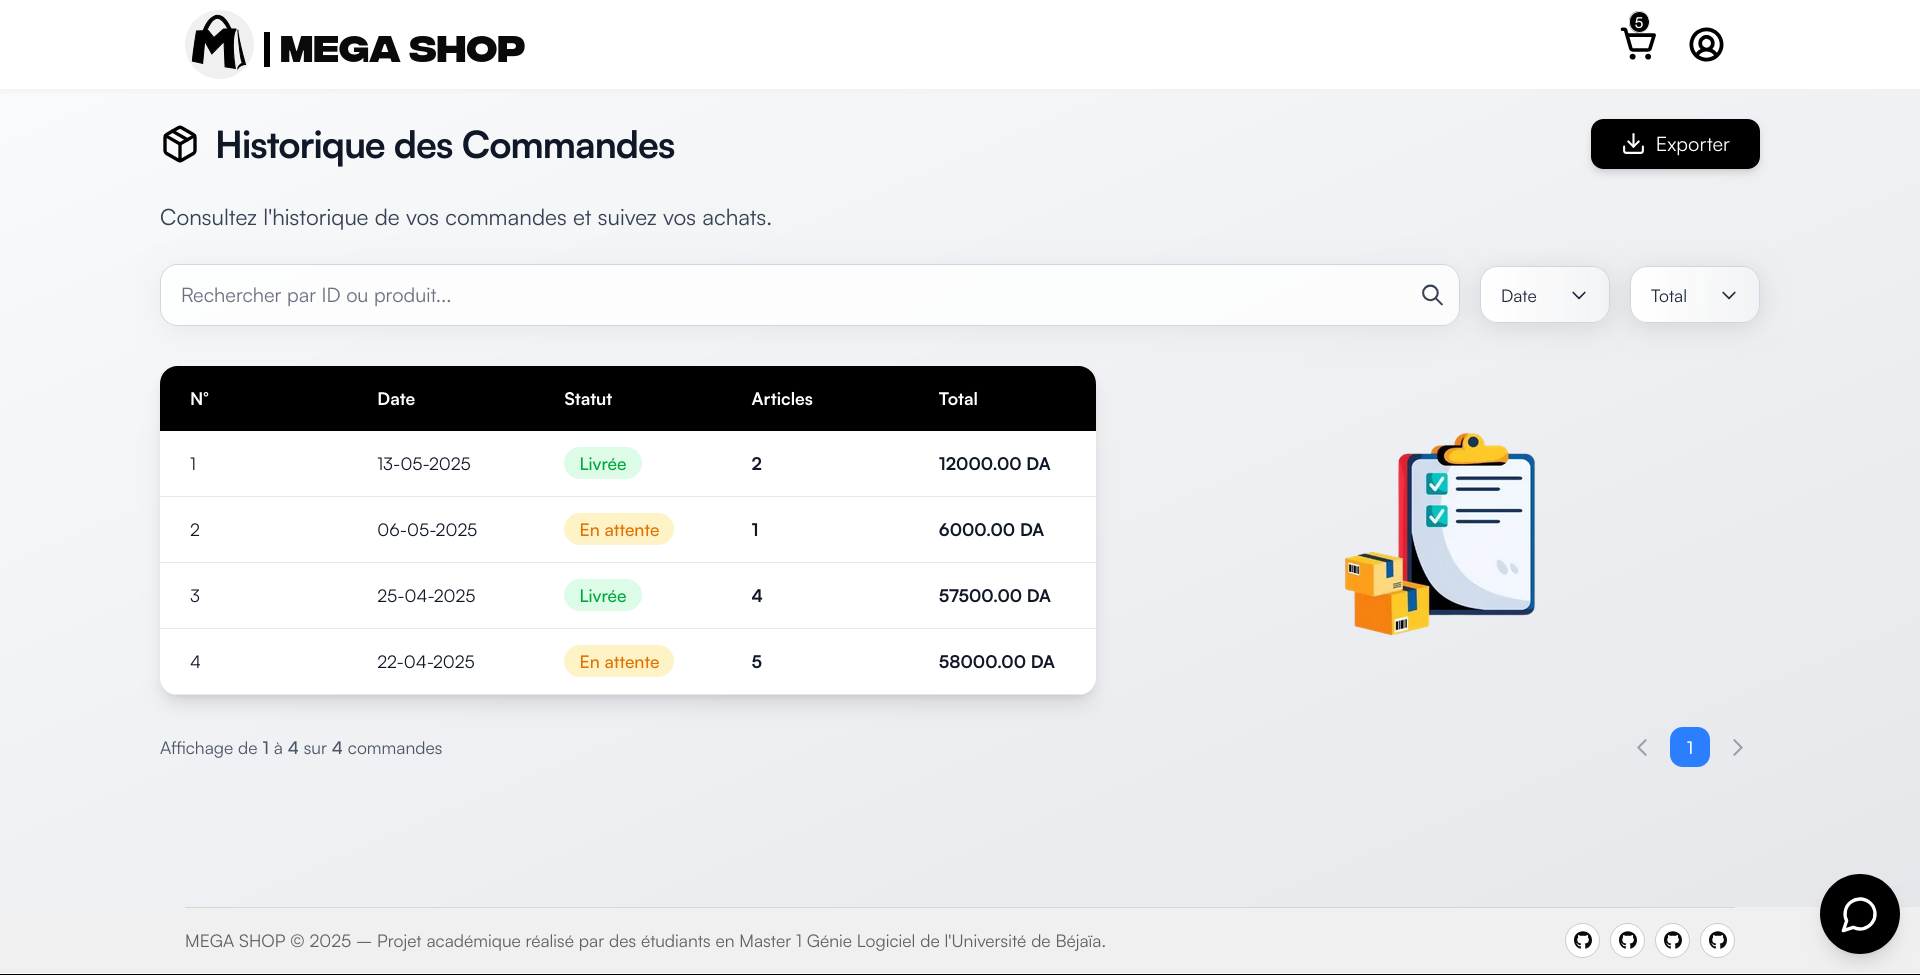 5
| MEGA SHOP
Historique des Commandes
Exporter
Consultez l'historique de vos commandes et suivez vos achats.
Rechercher par ID ou produit...
Date
Total
N° Date Statut Articles Total
1 13-05-2025 Livrée 2 12000.00 DA
2 06-05-2025 En attente 1 6000.00 DA
3 25-04-2025 Livrée 4 57500.00 DA
4 22-04-2025 En attente 5 58000.00 DA
Affichage de 1 à 4 sur 4 commandes
1
MEGA SHOP © 2025 — Projet académique réalisé par des étudiants en Master 1 Génie Logiciel de l'Université de Béjaïa.